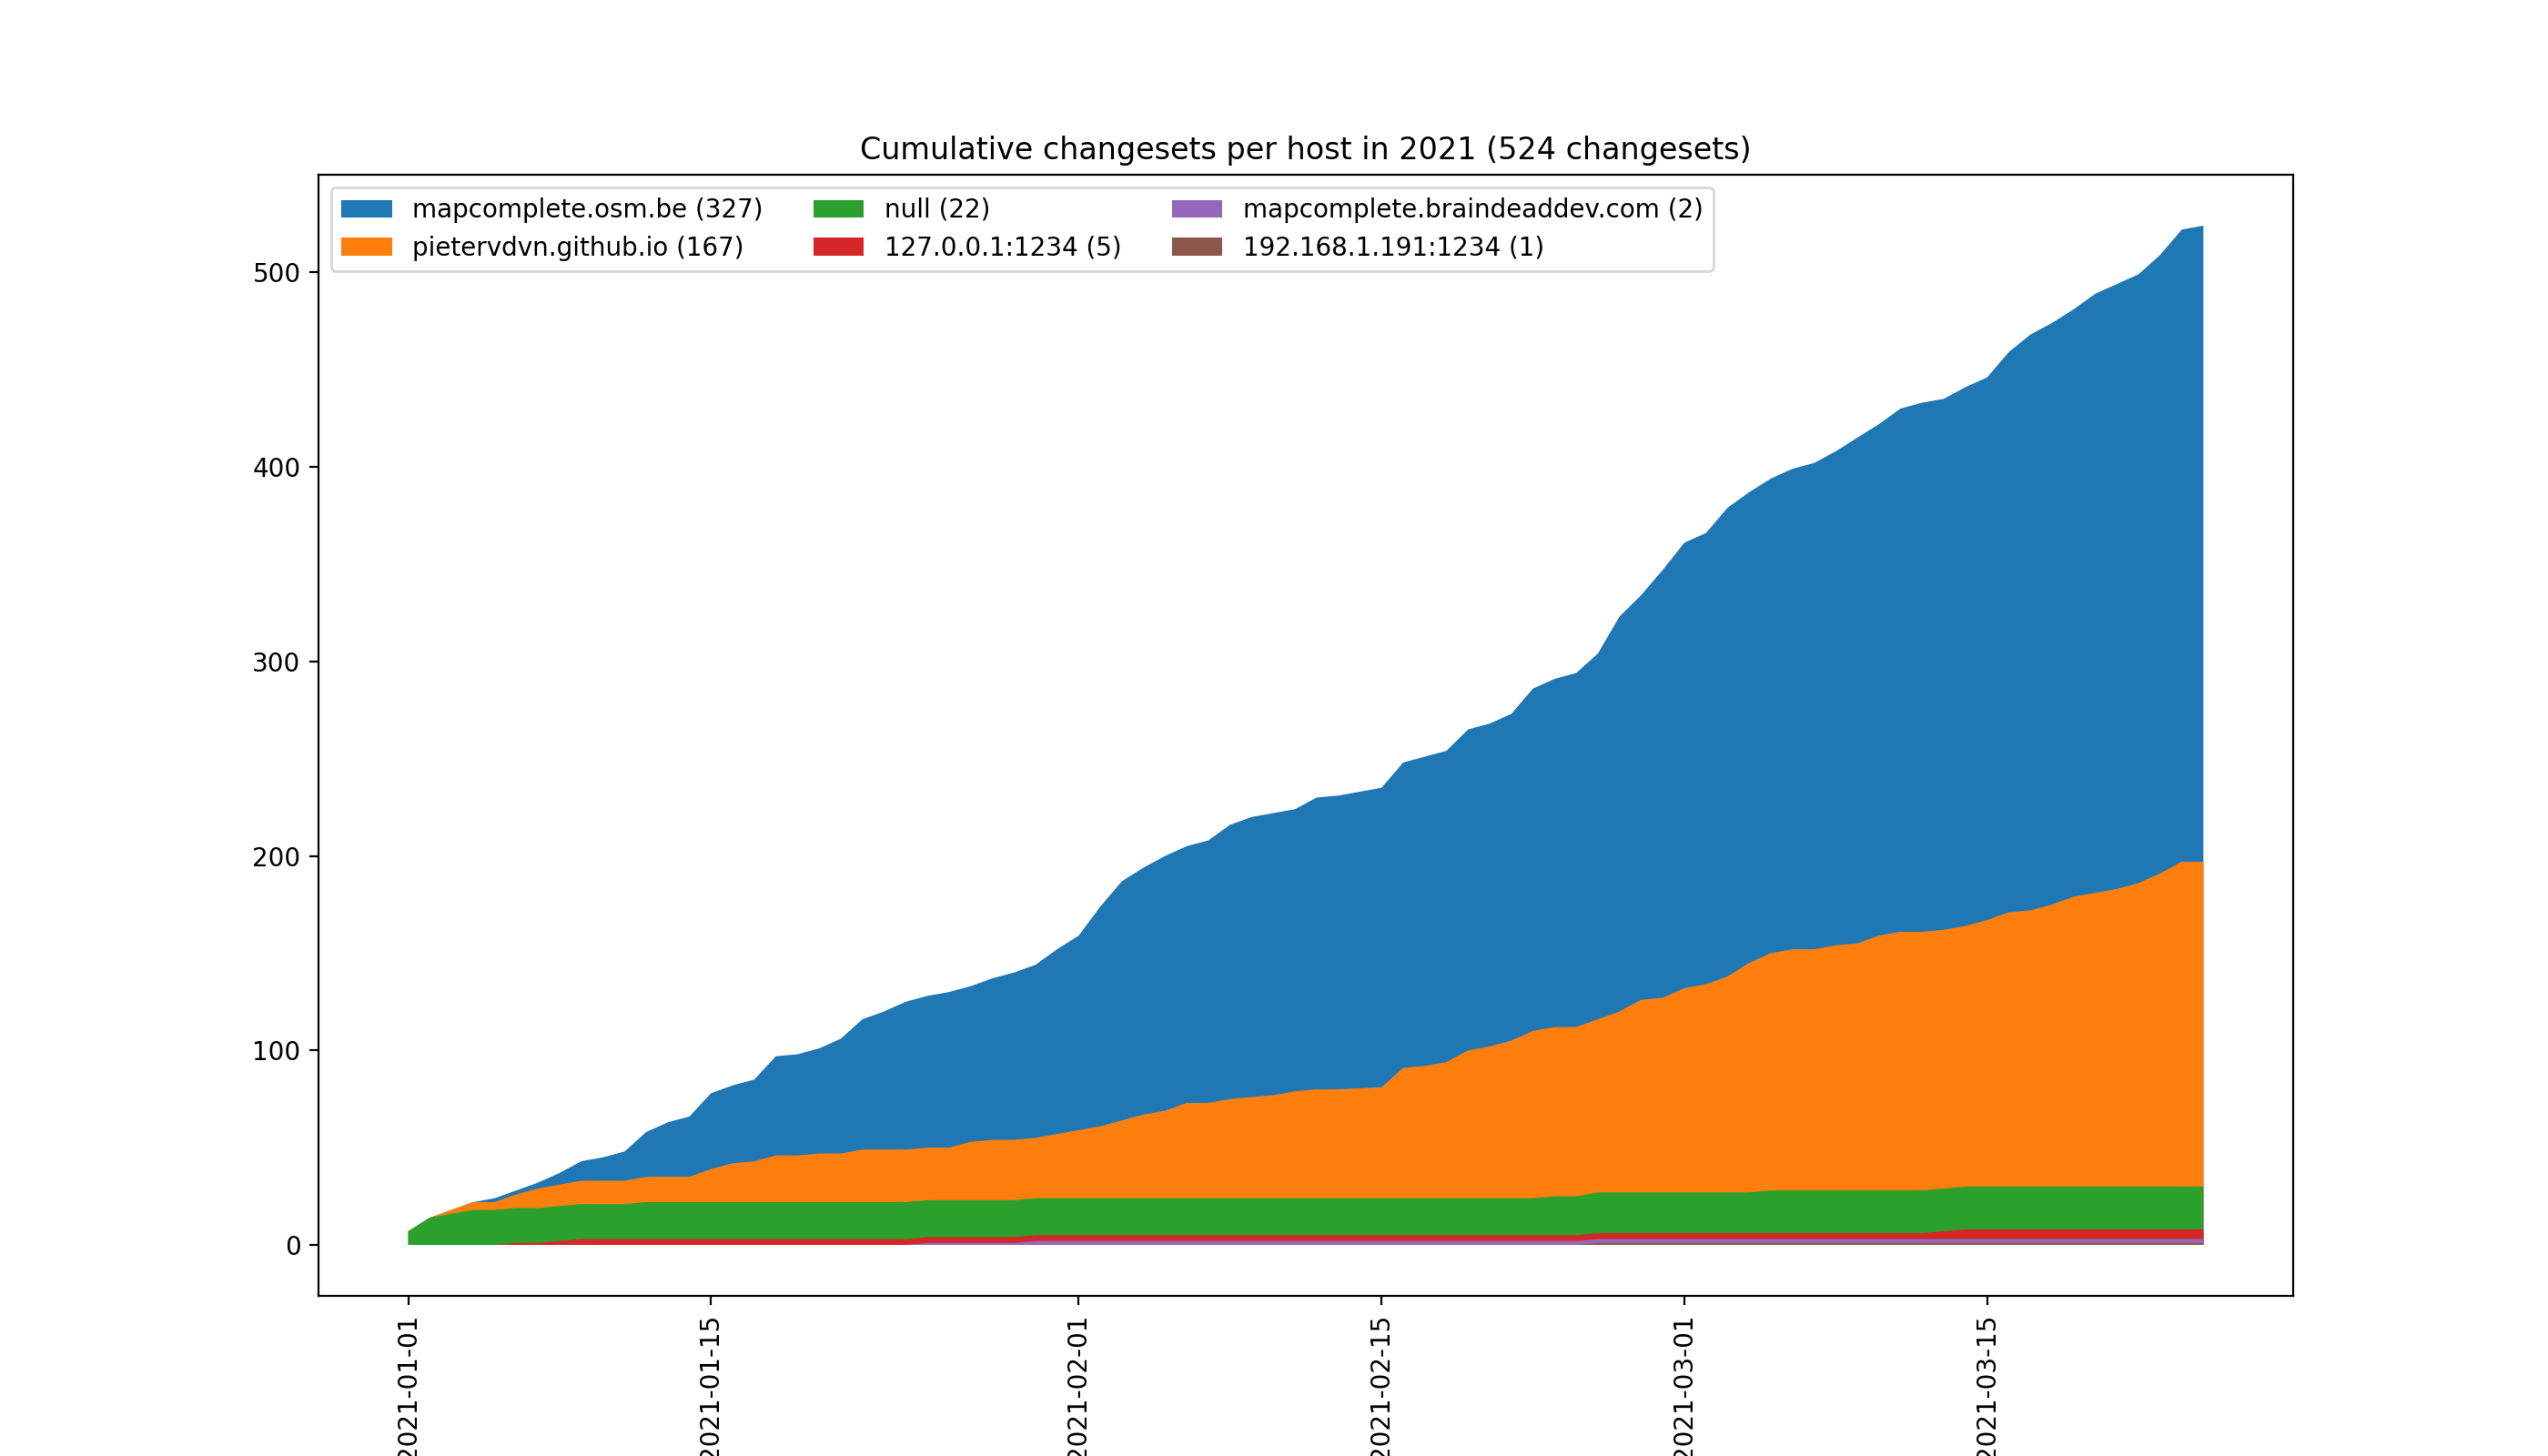 Cumulative changesets per host in 2021 (524 changesets)
mapcomplete.osm.be (327)
pietervdvn.github.io (167)
null (22)
127.0.0.1:1234 (5)
mapcomplete.braindeaddev.com (2)
192.168.1.191:1234 (1)
500
400
300
200
100
0
2021-01-01
2021-01-15
2021-02-01
2021-02-15
2021-03-01
2021-03-15